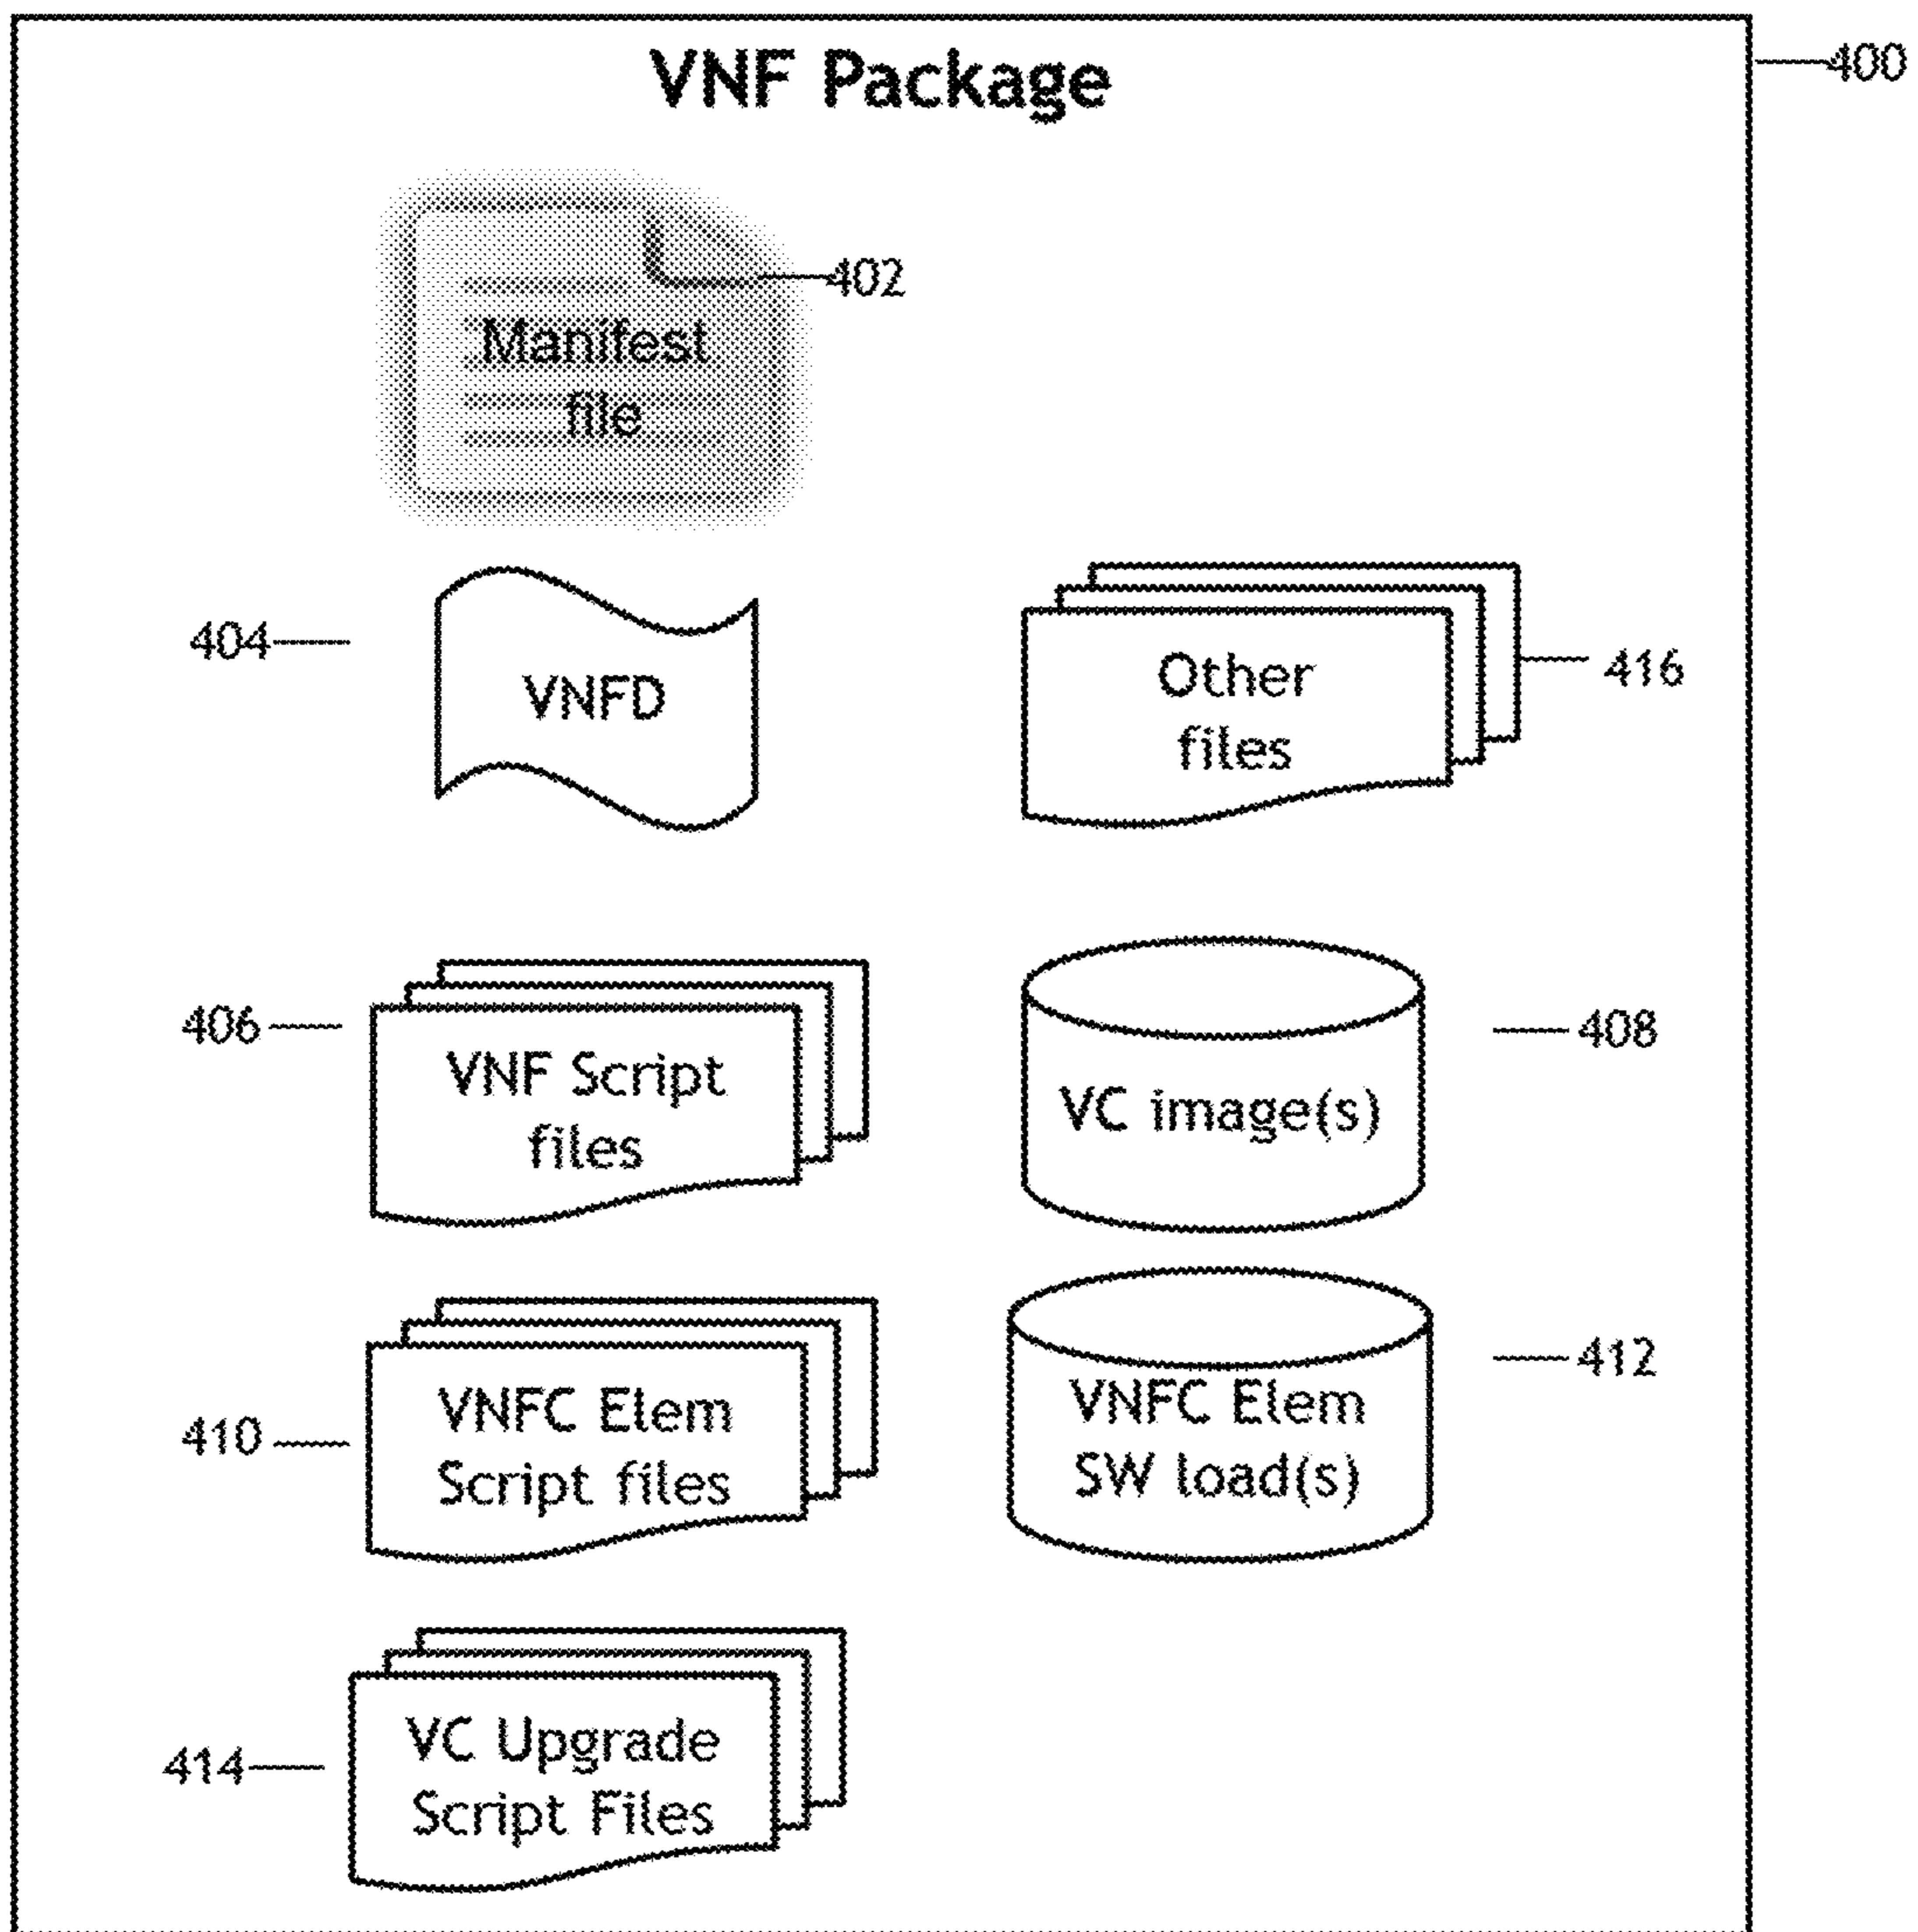 VNF Package
400
402
Manifest
file
404
VNFD
Other
files
416
406
VNF Script
files
VC image(s)
408
410
VNFC Elem
Script files
VNFC Elem
SW load(s)
412
414
VC Upgrade
Script Files